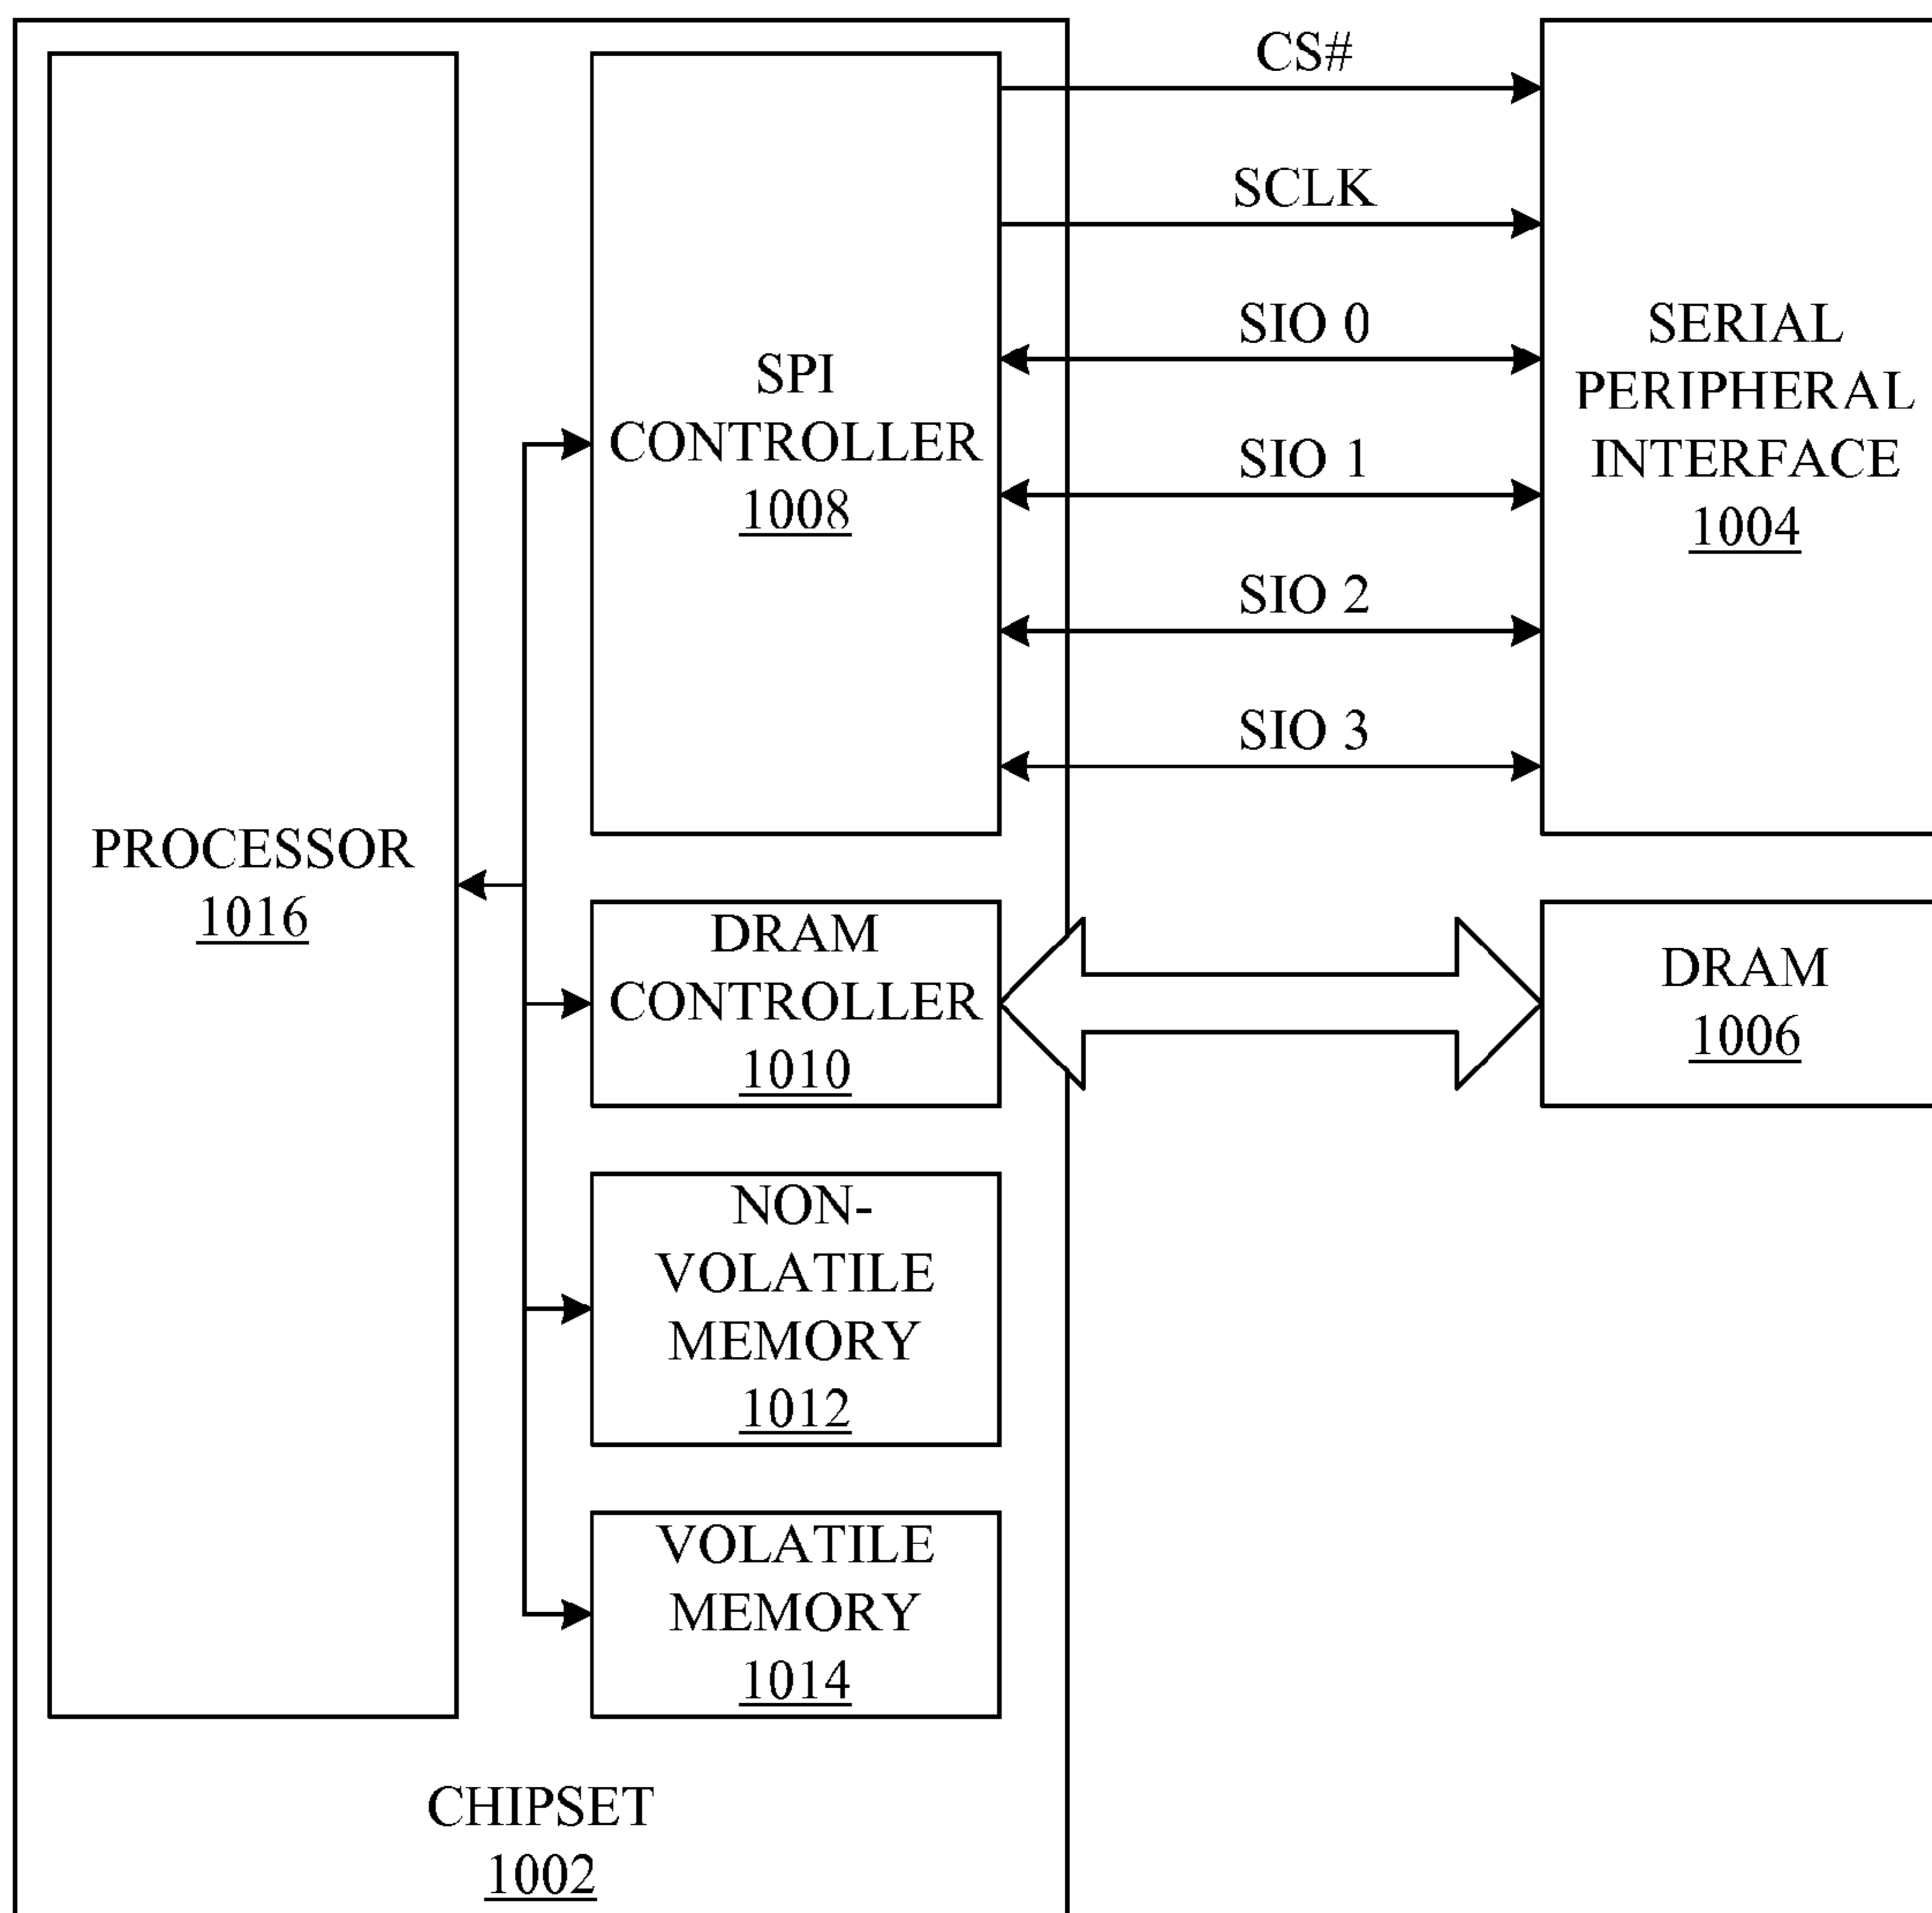 CS#
SCLK
SIO 0
SIO 1
SIO 2
SIO 3
SPI
CONTROLLER
1008
SERIAL
PERIPHERAL
INTERFACE
1004
PROCESSOR
1016
DRAM
CONTROLLER
1010
DRAM
1006
NON-
VOLATILE
MEMORY
1012
VOLATILE
MEMORY
1014
CHIPSET
1002